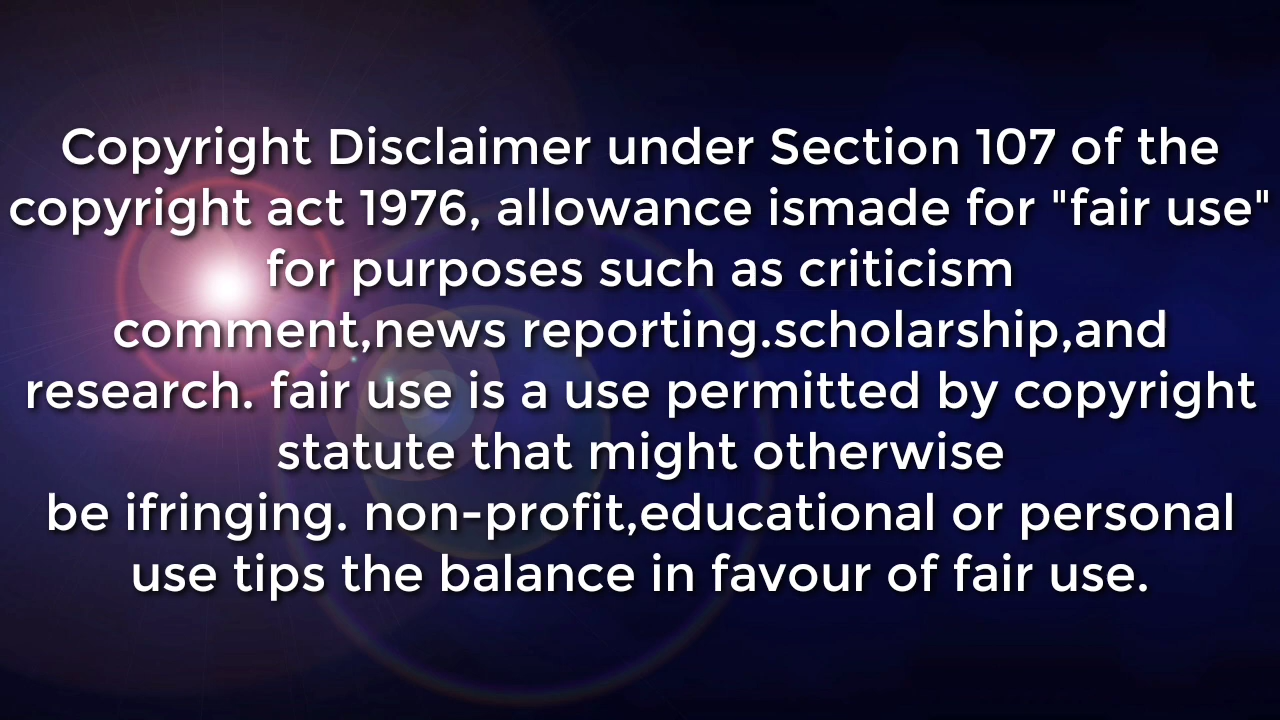 Copyright Disclaimer under Section 107 of the
copyright act 1976, allowance ismade for "fair use"
for purposes such as criticism
comment,news reporting.scholarship,and
research. fair use is a use permitted by copyright
statute that might otherwise
be ifringing. non-profit,educational or personal
use tips the balance in favour of fair use.